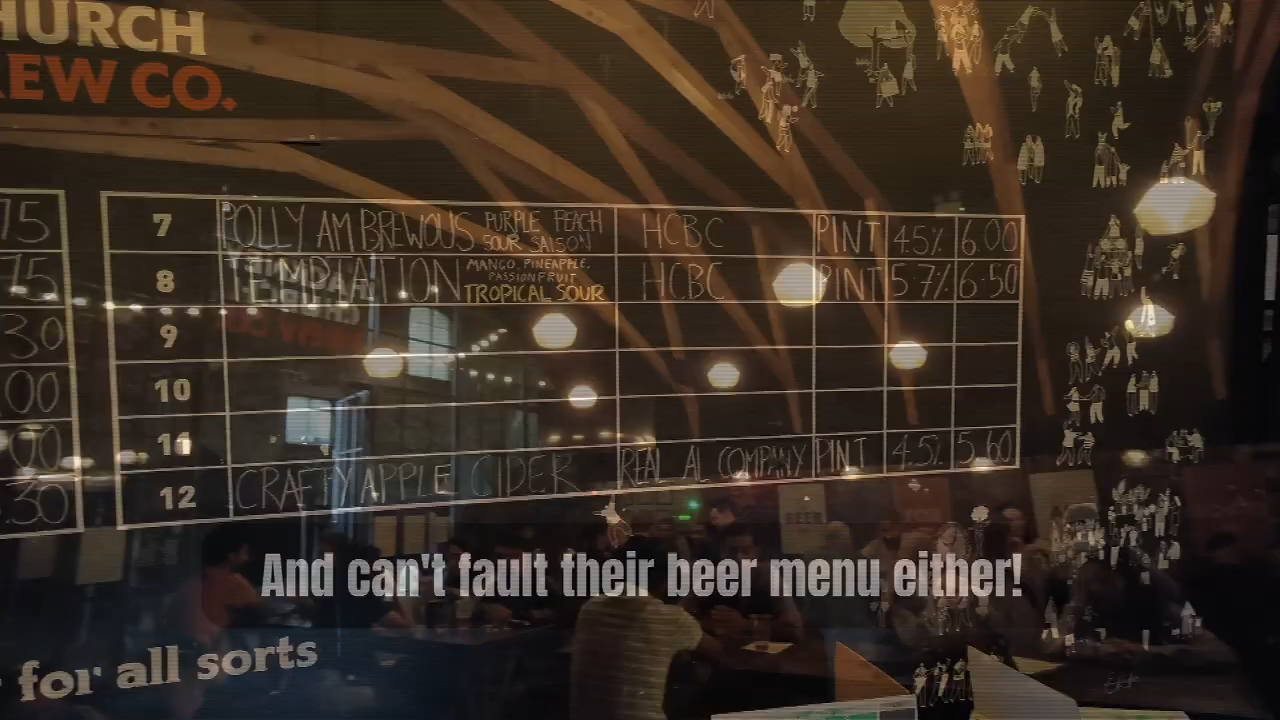 HURCH
EW CO.
75
7 POLLY AM BREWOUS PURPLE PEACH SOUR SAISON HCBC PINT 4.5% 6.00
75
8 TEMPTATION MANGO, PINEAPPLE, PASSIONFRUIT TROPICAL SOUR HCBC PINT 5.7% 6.50
30
9
00
10
00
11
.30
12 CRAFTY APPLE CIDER REAL AL COMPANY PINT 4.5% 5.60
BEER
And can't fault their beer menu either!
for all sorts